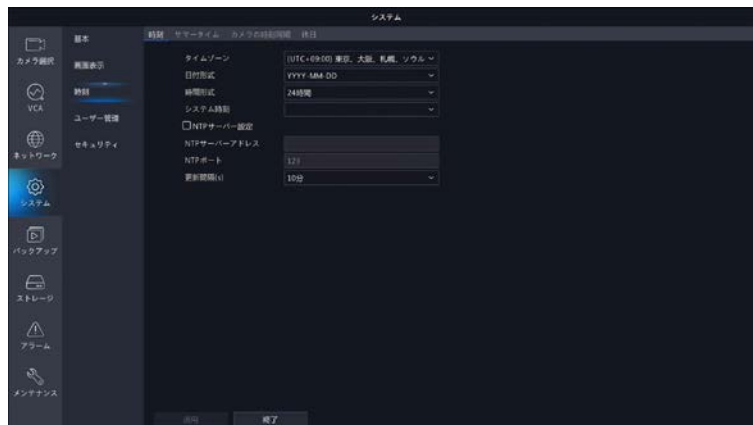 システム
時刻 サマータイム カメラの時刻同期 休日
カメラ選択
VCA
ネットワーク
システム
バックアップ
ストレージ
アラーム
メンテナンス
基本
画面表示
時刻
ユーザー管理
セキュリティ
タイムゾーン (UTC+09:00) 東京、大阪、札幌、ソウル
日付形式 YYYY-MM-DD
時間形式 24時間
システム時刻
NTPサーバー設定
NTPサーバーアドレス
NTPポート 123
更新間隔(s) 10分
適用 終了